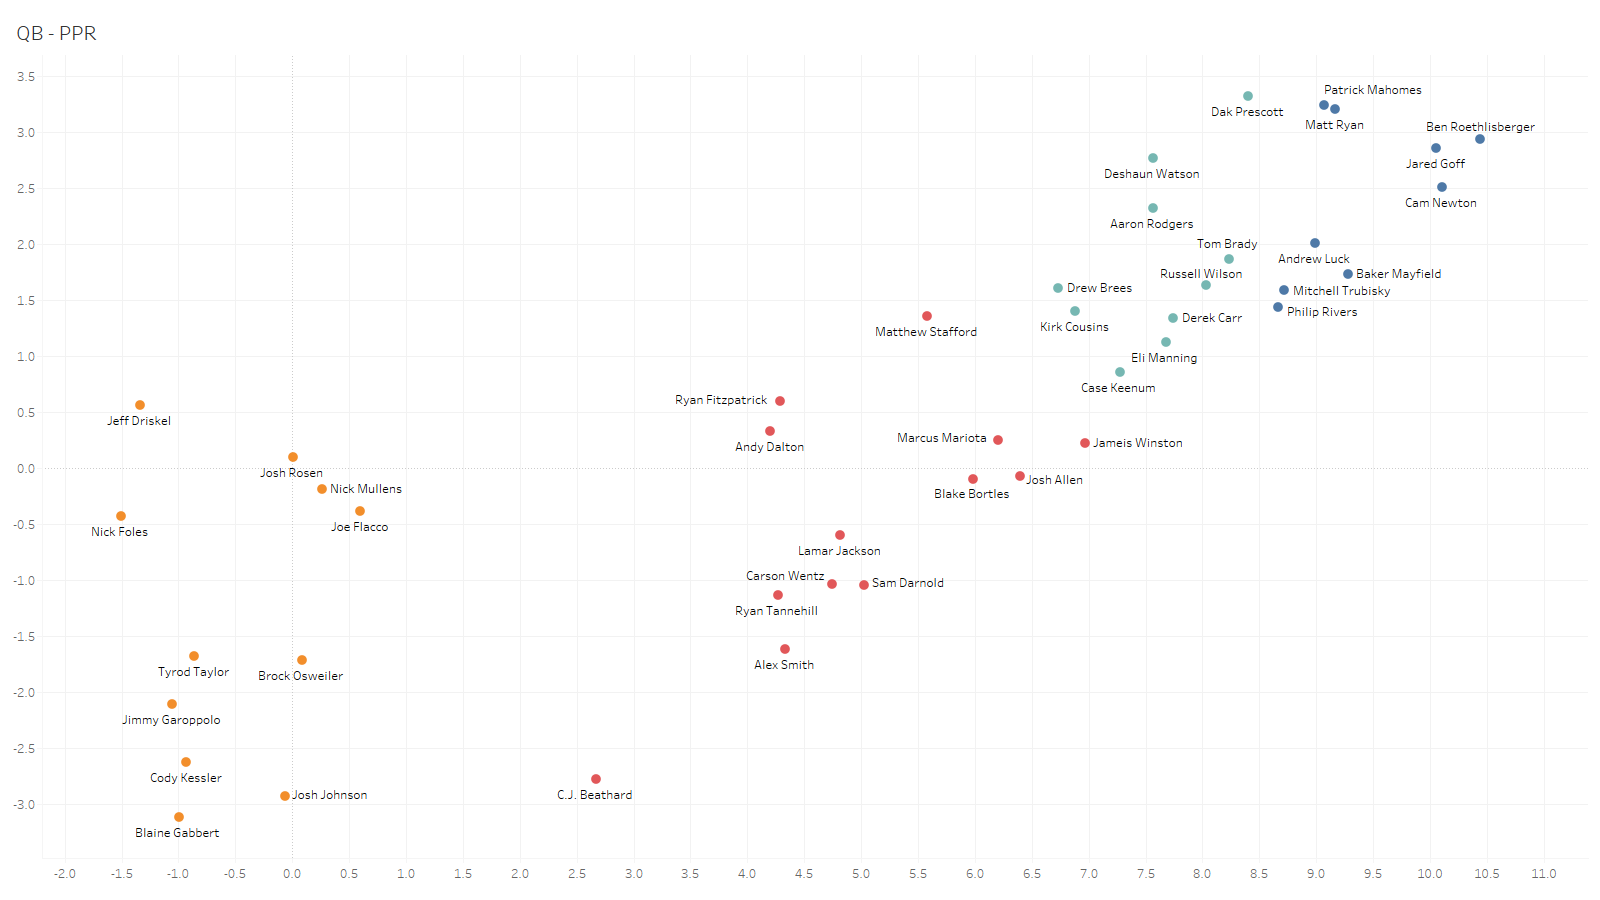 QB - PPR
3.5
Patrick Mahomes
Dak Prescott
Matt Ryan
Ben Roethlisberger
3.0
Jared Goff
Deshaun Watson
2.5
Cam Newton
Aaron Rodgers
Tom Brady
2.0
Andrew Luck
Russell Wilson
Baker Mayfield
Drew Brees
Mitchell Trubisky
1.5
Philip Rivers
Derek Carr
Kirk Cousins
Matthew Stafford
1.0
Eli Manning
Case Keenum
Ryan Fitzpatrick
0.5
Jeff Driskel
Marcus Mariota
Jameis Winston
Andy Dalton
0.0
Josh Rosen
Josh Allen
Nick Mullens
Blake Bortles
-0.5
Joe Flacco
Nick Foles
Lamar Jackson
Carson Wentz
-1.0
Sam Darnold
Ryan Tannehill
-1.5
Alex Smith
Tyrod Taylor
Brock Osweiler
-2.0
Jimmy Garoppolo
-2.5
Cody Kessler
Josh Johnson
C.J. Beathard
-3.0
Blaine Gabbert
-2.0 -1.5 -1.0 -0.5 0.0 0.5 1.0 1.5 2.0 2.5 3.0 3.5 4.0 4.5 5.0 5.5 6.0 6.5 7.0 7.5 8.0 8.5 9.0 9.5 10.0 10.5 11.0